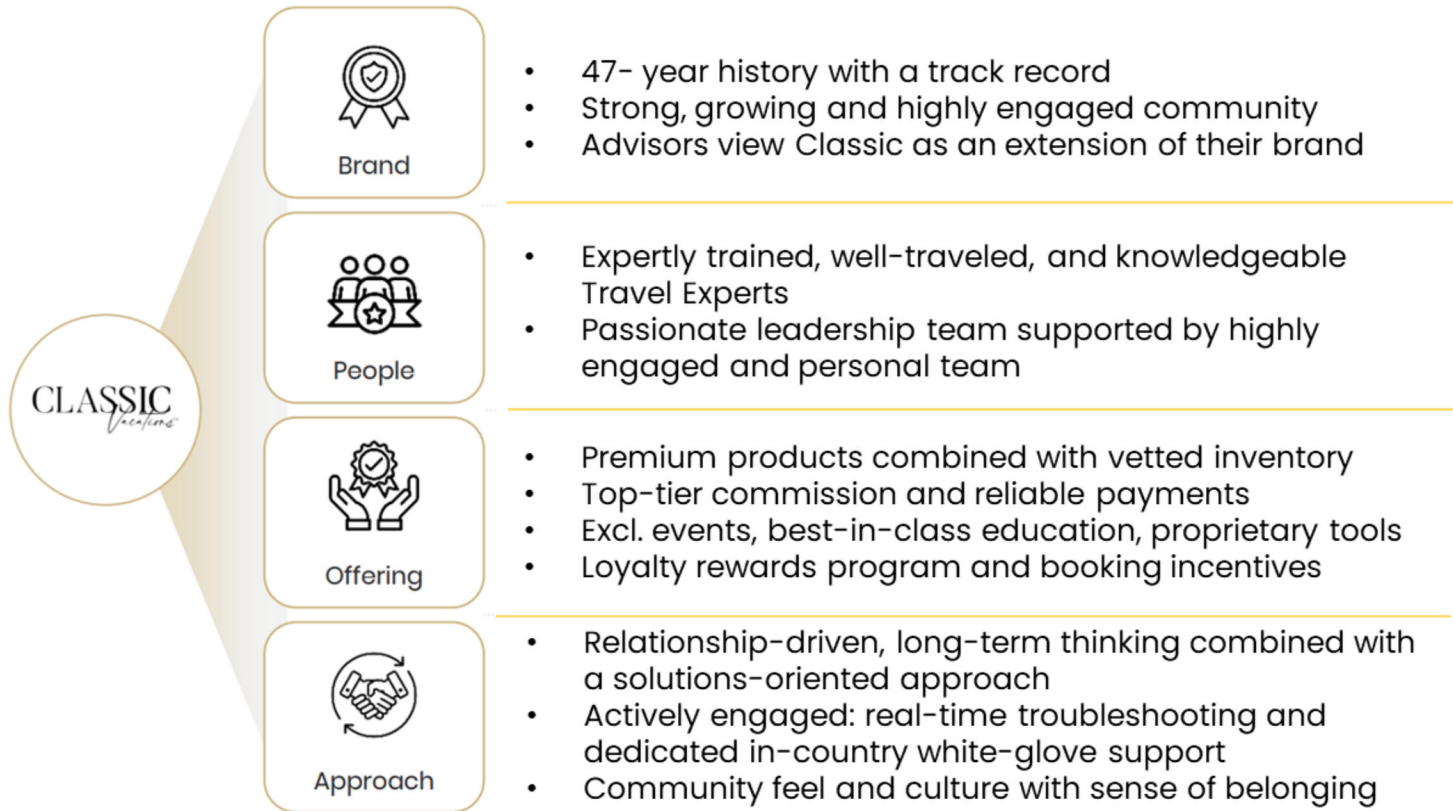 CLASSIC
Vacations
Brand
• 47- year history with a track record
• Strong, growing and highly engaged community
• Advisors view Classic as an extension of their brand
People
• Expertly trained, well-traveled, and knowledgeable
Travel Experts
• Passionate leadership team supported by highly
engaged and personal team
Offering
• Premium products combined with vetted inventory
• Top-tier commission and reliable payments
• Excl. events, best-in-class education, proprietary tools
• Loyalty rewards program and booking incentives
Approach
• Relationship-driven, long-term thinking combined with
a solutions-oriented approach
• Actively engaged: real-time troubleshooting and
dedicated in-country white-glove support
• Community feel and culture with sense of belonging